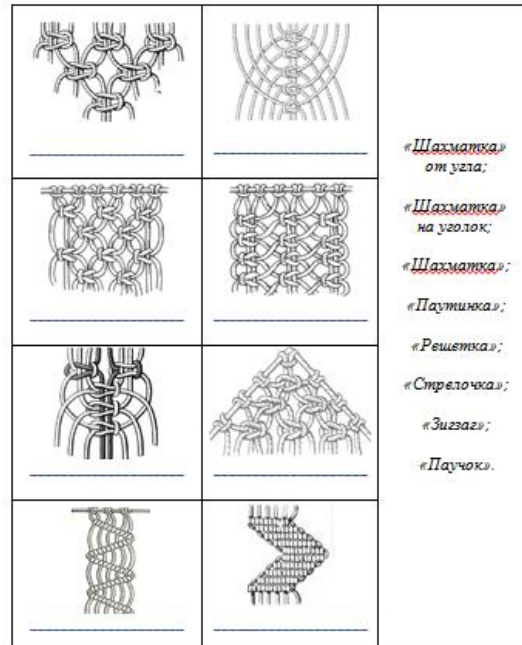 «Шахматка»
от угла;
«Шахматка»
на уголок;
«Шахматка»;
«Паутинка»;
«Решетка»;
«Стрелочка»;
«Зигзаг»;
«Паучок».